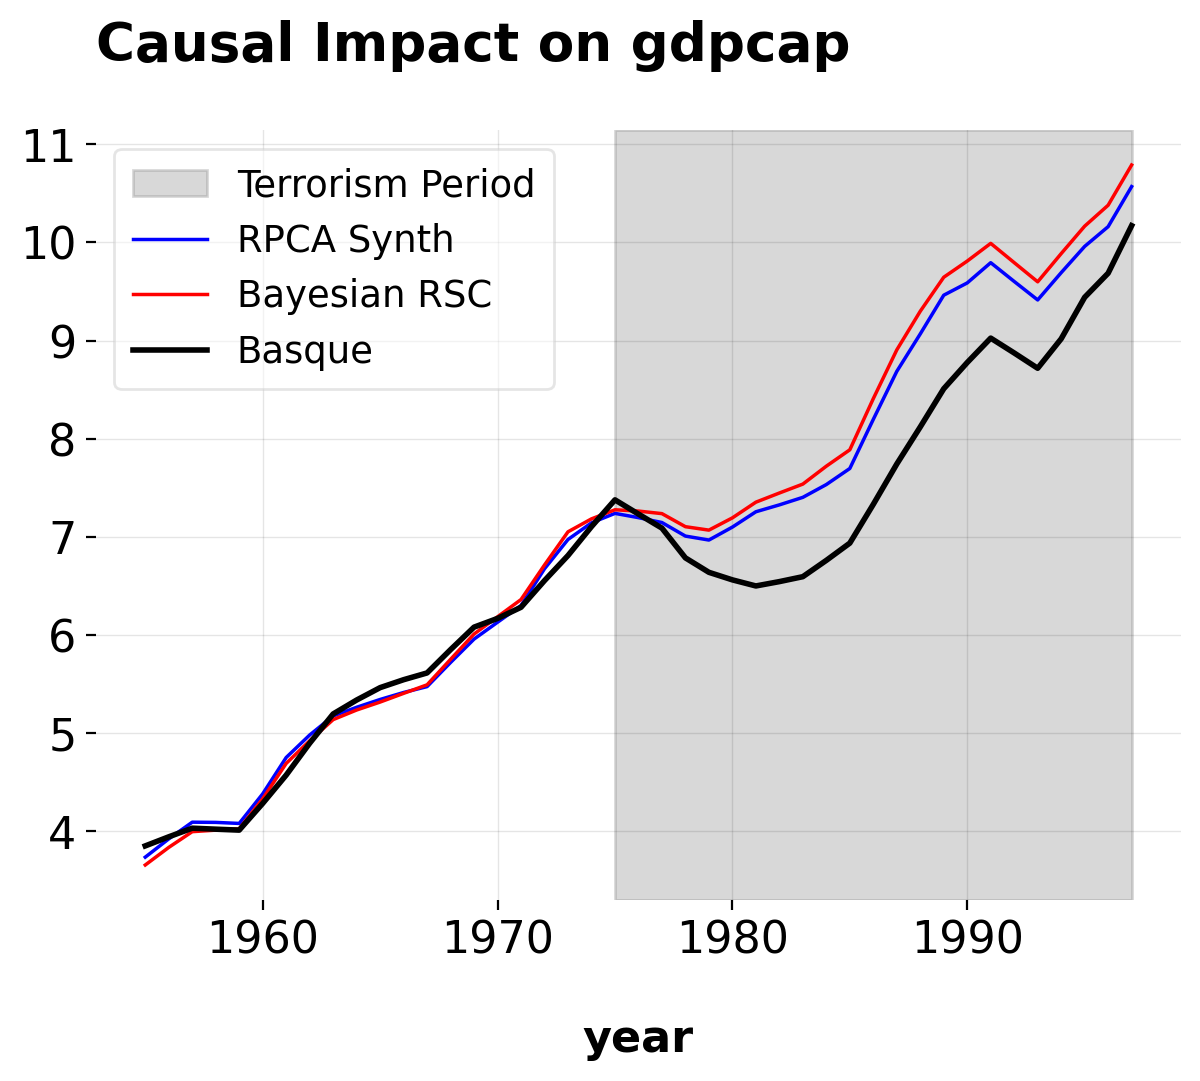 Causal Impact on gdpcap
11
10
9
8
7
6
5
4
Terrorism Period
RPCA Synth
Bayesian RSC
Basque
1960 1970 1980 1990
year